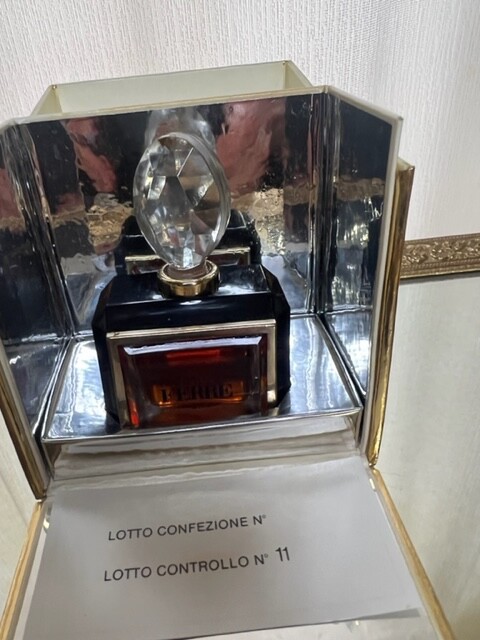 FERRE
LOTTO CONFEZIONE N°
LOTTO CONTROLLO N° 11